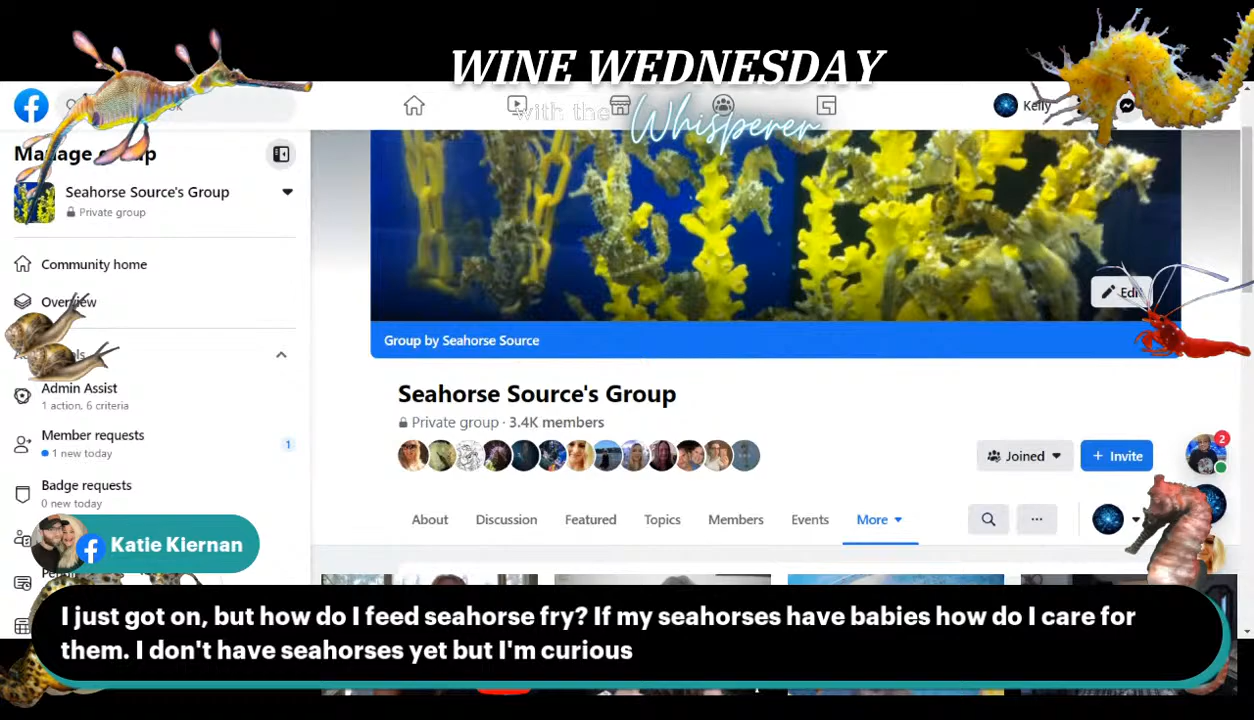 WINE WEDNESDAY
with the Whisperer
Kelly
Manage
Seahorse Source's Group
Private group
Community home
Overview
Admin Assist
1 action, 6 criteria
Member requests
1 new today
1
Badge requests
0 new today
Edit
Group by Seahorse Source
Seahorse Source's Group
Private group · 3.4K members
Joined
+ Invite
2
About
Discussion
Featured
Topics
Members
Events
More
Katie Kiernan
I just got on, but how do I feed seahorse fry? If my seahorses have babies how do I care for
them. I don't have seahorses yet but I'm curious